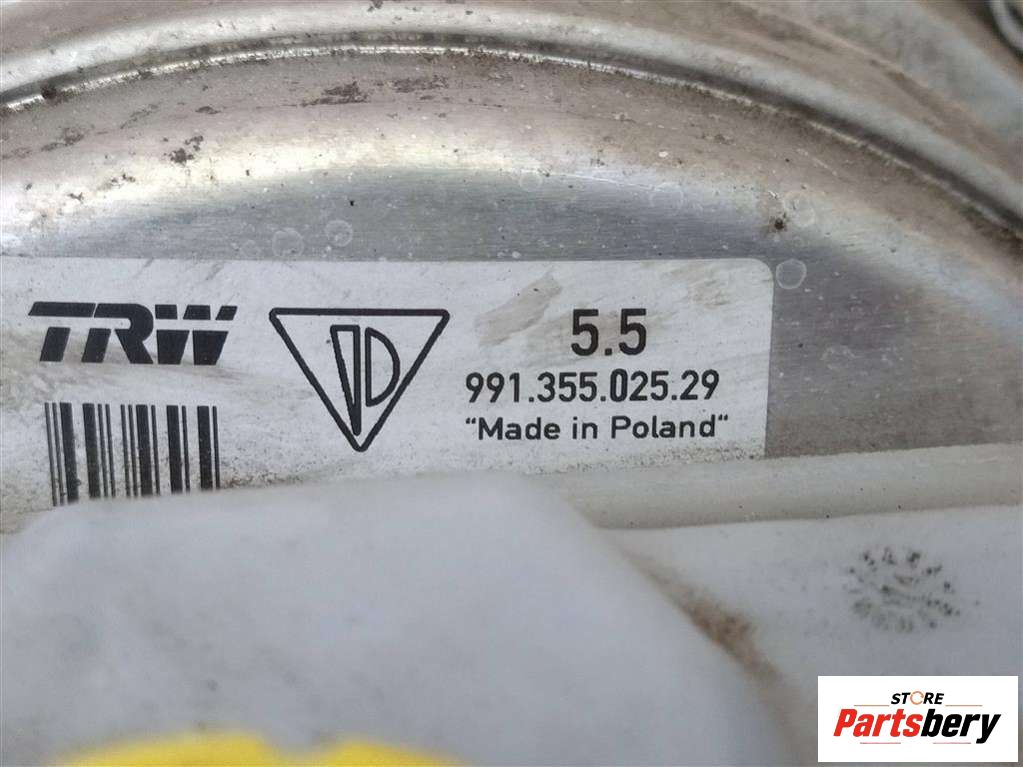 TRW
5.5
991.355.025.29
"Made in Poland"
STORE
Partsbery